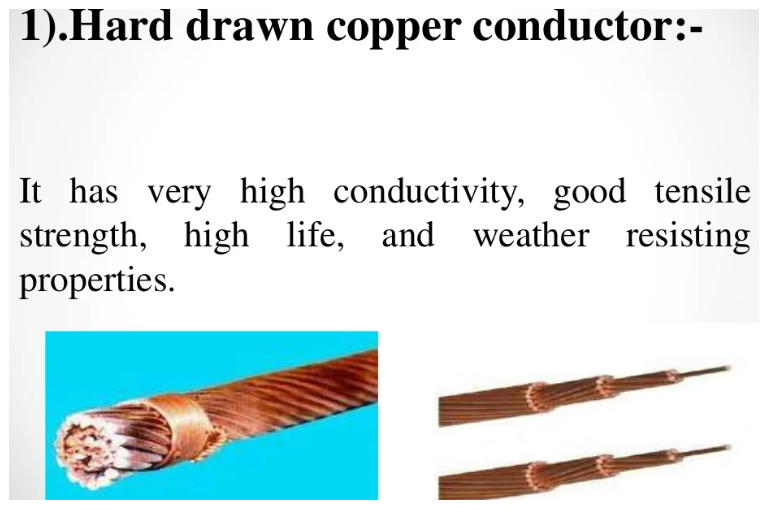 1).Hard drawn copper conductor:-
It has very high conductivity, good tensile
strength, high life, and weather resisting
properties.